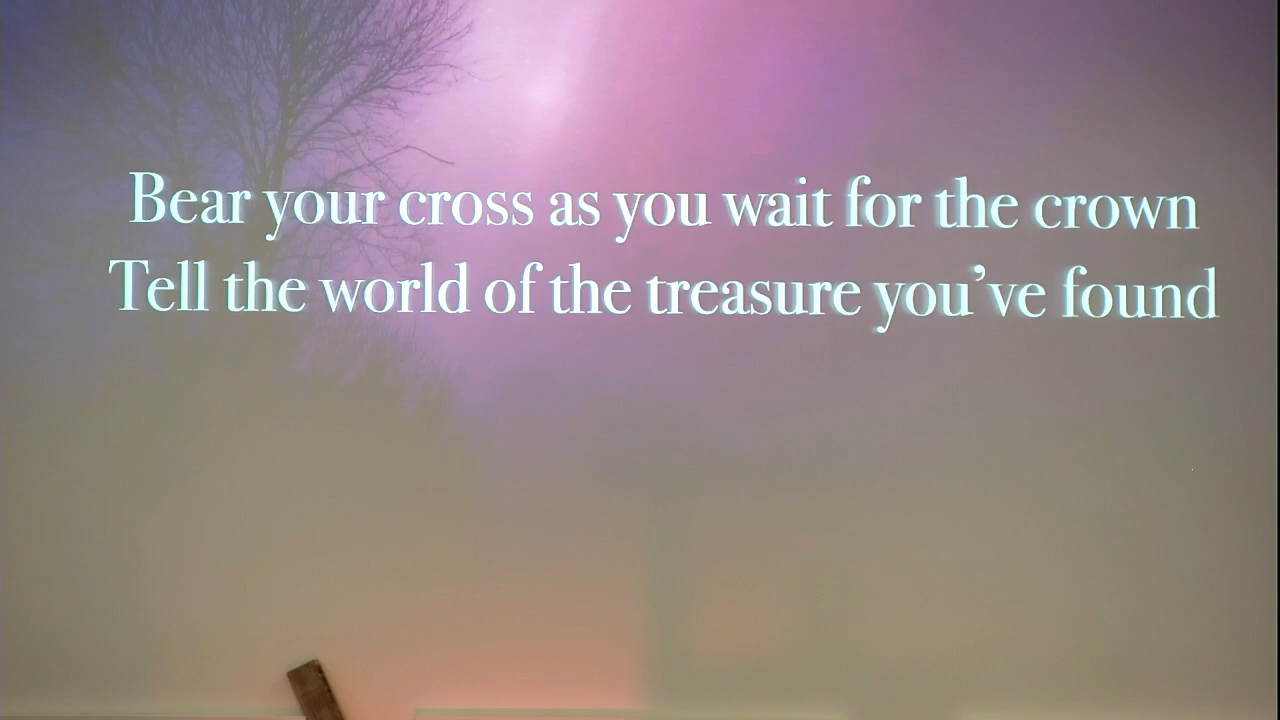 Bear your cross as you wait for the crown
Tell the world of the treasure you've found